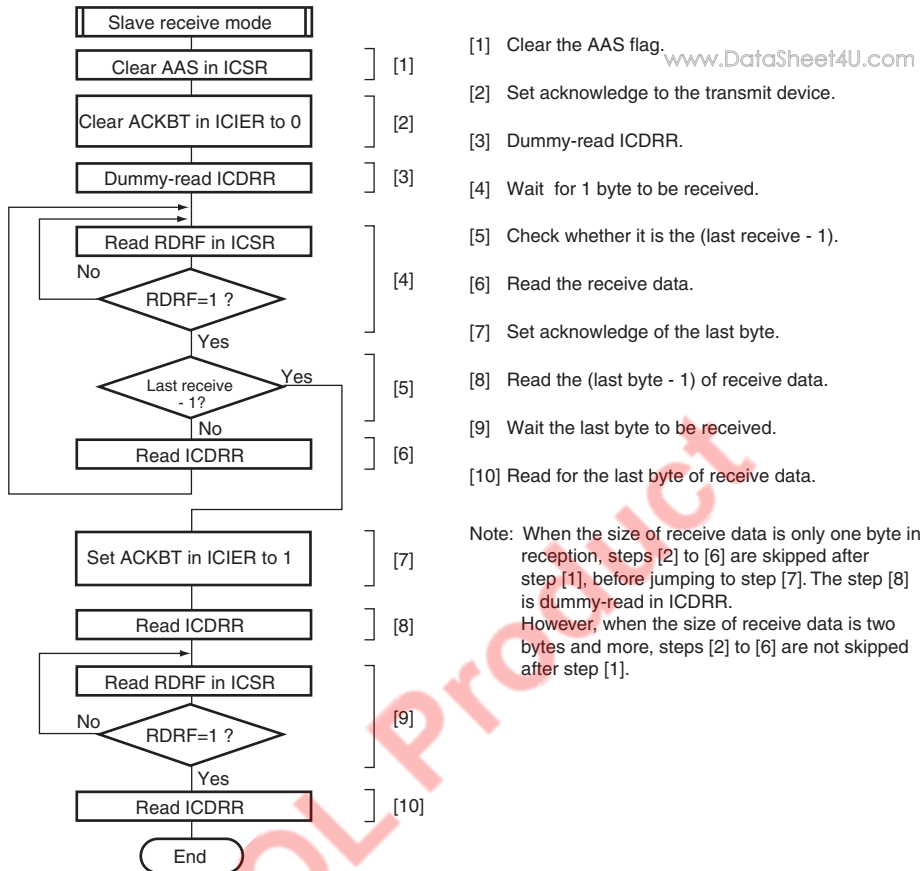 Slave receive mode
Clear AAS in ICSR
[1]
Clear ACKBT in ICIER to 0
[2]
Dummy-read ICDRR
[3]
Read RDRF in ICSR
No
RDRF=1 ?
[4]
Yes
Last receive
- 1?
Yes
[5]
No
Read ICDRR
[6]
Set ACKBT in ICIER to 1
[7]
Read ICDRR
[8]
Read RDRF in ICSR
No
RDRF=1 ?
[9]
Yes
Read ICDRR
[10]
End
[1] Clear the AAS flag.
www.DataSheet4U.com
[2] Set acknowledge to the transmit device.
[3] Dummy-read ICDRR.
[4] Wait for 1 byte to be received.
[5] Check whether it is the (last receive - 1).
[6] Read the receive data.
[7] Set acknowledge of the last byte.
[8] Read the (last byte - 1) of receive data.
[9] Wait the last byte to be received.
[10] Read for the last byte of receive data.
Note: When the size of receive data is only one byte in
reception, steps [2] to [6] are skipped after
step [1], before jumping to step [7]. The step [8]
is dummy-read in ICDRR.
However, when the size of receive data is two
bytes and more, steps [2] to [6] are not skipped
after step [1].
OL Product